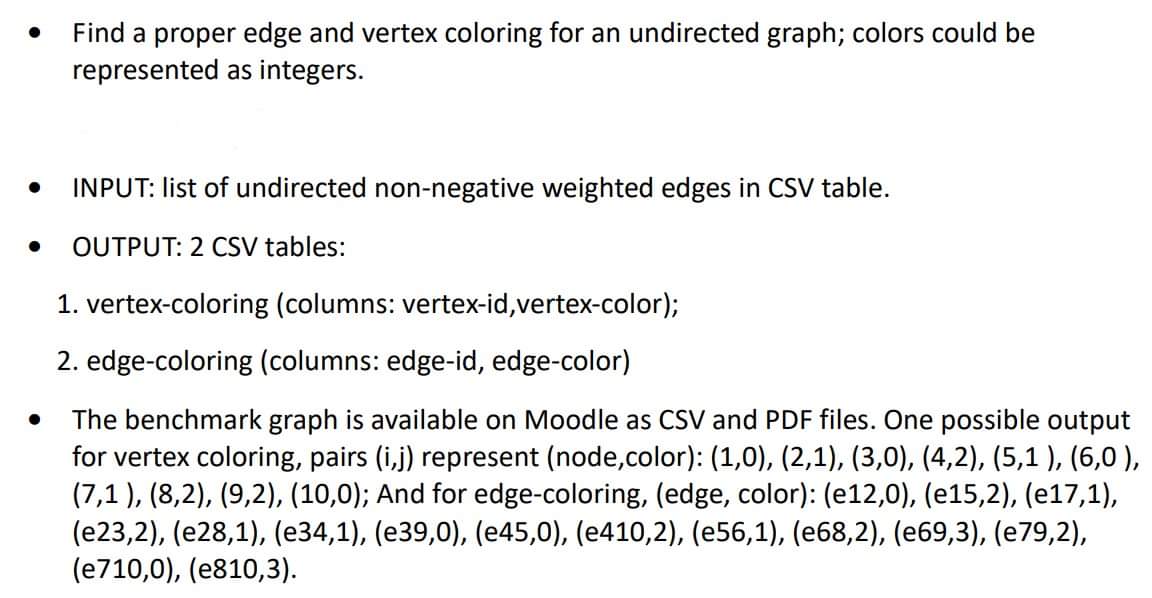 • Find a proper edge and vertex coloring for an undirected graph; colors could be
represented as integers.
• INPUT: list of undirected non-negative weighted edges in CSV table.
• OUTPUT: 2 CSV tables:
1. vertex-coloring (columns: vertex-id,vertex-color);
2. edge-coloring (columns: edge-id, edge-color)
• The benchmark graph is available on Moodle as CSV and PDF files. One possible output
for vertex coloring, pairs (i,j) represent (node,color): (1,0), (2,1), (3,0), (4,2), (5,1 ), (6,0 ),
(7,1 ), (8,2), (9,2), (10,0); And for edge-coloring, (edge, color): (e12,0), (e15,2), (e17,1),
(e23,2), (e28,1), (e34,1), (e39,0), (e45,0), (e410,2), (e56,1), (e68,2), (e69,3), (e79,2),
(e710,0), (e810,3).